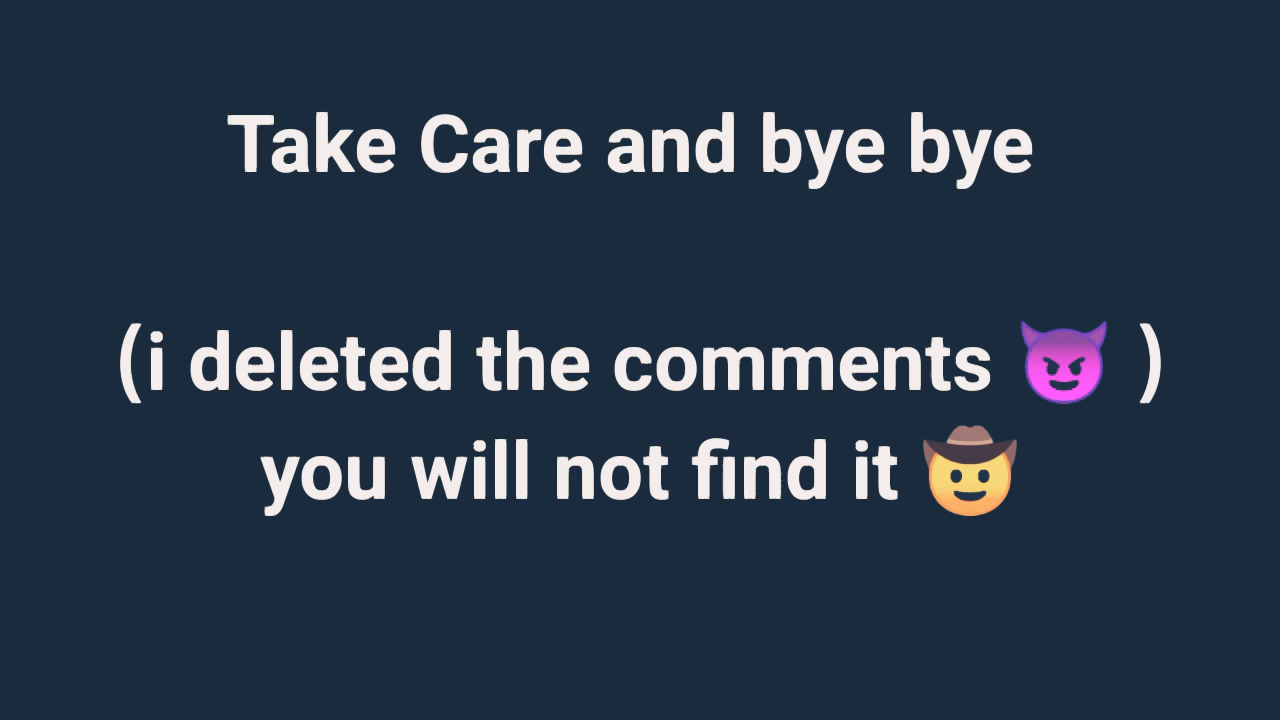 Take Care and bye bye
(i deleted the comments 😈 )
you will not find it 🤠